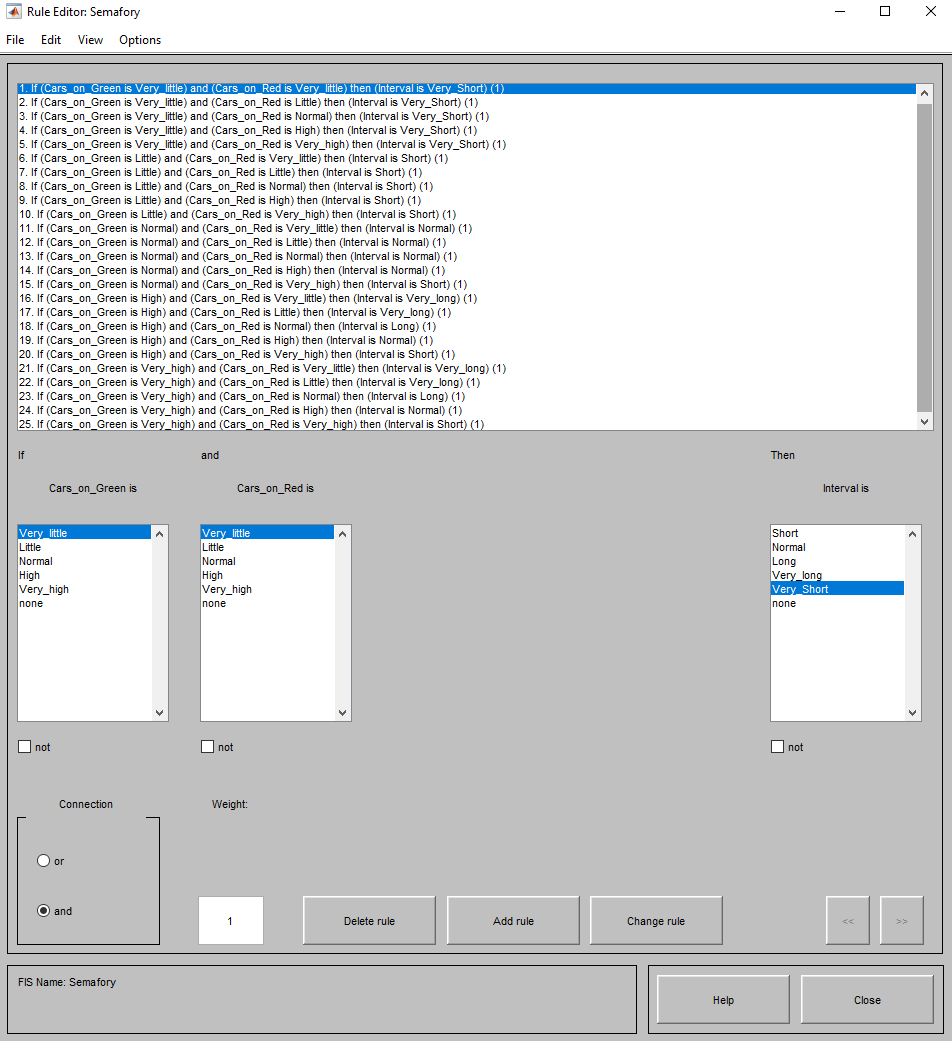 Rule Editor: Semafory
File Edit View Options
1. If (Cars_on_Green is Very_little) and (Cars_on_Red is Very_little) then (Interval is Very_Short) (1)
2. If (Cars_on_Green is Very_little) and (Cars_on_Red is Little) then (Interval is Very_Short) (1)
3. If (Cars_on_Green is Very_little) and (Cars_on_Red is Normal) then (Interval is Very_Short) (1)
4. If (Cars_on_Green is Very_little) and (Cars_on_Red is High) then (Interval is Very_Short) (1)
5. If (Cars_on_Green is Very_little) and (Cars_on_Red is Very_high) then (Interval is Very_Short) (1)
6. If (Cars_on_Green is Little) and (Cars_on_Red is Very_little) then (Interval is Short) (1)
7. If (Cars_on_Green is Little) and (Cars_on_Red is Little) then (Interval is Short) (1)
8. If (Cars_on_Green is Little) and (Cars_on_Red is Normal) then (Interval is Short) (1)
9. If (Cars_on_Green is Little) and (Cars_on_Red is High) then (Interval is Short) (1)
10. If (Cars_on_Green is Little) and (Cars_on_Red is Very_high) then (Interval is Short) (1)
11. If (Cars_on_Green is Normal) and (Cars_on_Red is Very_little) then (Interval is Normal) (1)
12. If (Cars_on_Green is Normal) and (Cars_on_Red is Little) then (Interval is Normal) (1)
13. If (Cars_on_Green is Normal) and (Cars_on_Red is Normal) then (Interval is Normal) (1)
14. If (Cars_on_Green is Normal) and (Cars_on_Red is High) then (Interval is Normal) (1)
15. If (Cars_on_Green is Normal) and (Cars_on_Red is Very_high) then (Interval is Short) (1)
16. If (Cars_on_Green is High) and (Cars_on_Red is Very_little) then (Interval is Very_long) (1)
17. If (Cars_on_Green is High) and (Cars_on_Red is Little) then (Interval is Very_long) (1)
18. If (Cars_on_Green is High) and (Cars_on_Red is Normal) then (Interval is Long) (1)
19. If (Cars_on_Green is High) and (Cars_on_Red is High) then (Interval is Normal) (1)
20. If (Cars_on_Green is High) and (Cars_on_Red is Very_high) then (Interval is Short) (1)
21. If (Cars_on_Green is Very_high) and (Cars_on_Red is Very_little) then (Interval is Very_long) (1)
22. If (Cars_on_Green is Very_high) and (Cars_on_Red is Little) then (Interval is Very_long) (1)
23. If (Cars_on_Green is Very_high) and (Cars_on_Red is Normal) then (Interval is Long) (1)
24. If (Cars_on_Green is Very_high) and (Cars_on_Red is High) then (Interval is Normal) (1)
25. If (Cars_on_Green is Very_high) and (Cars_on_Red is Very_high) then (Interval is Short) (1)
If and Then
Cars_on_Green is Cars_on_Red is Interval is
Very_little Very_little Short
Little Little Normal
Normal Normal Long
High High Very_long
Very_high Very_high Very_Short
none none none
not not not
Connection Weight:
or
and 1 Delete rule Add rule Change rule << >>
FIS Name: Semafory
Help Close